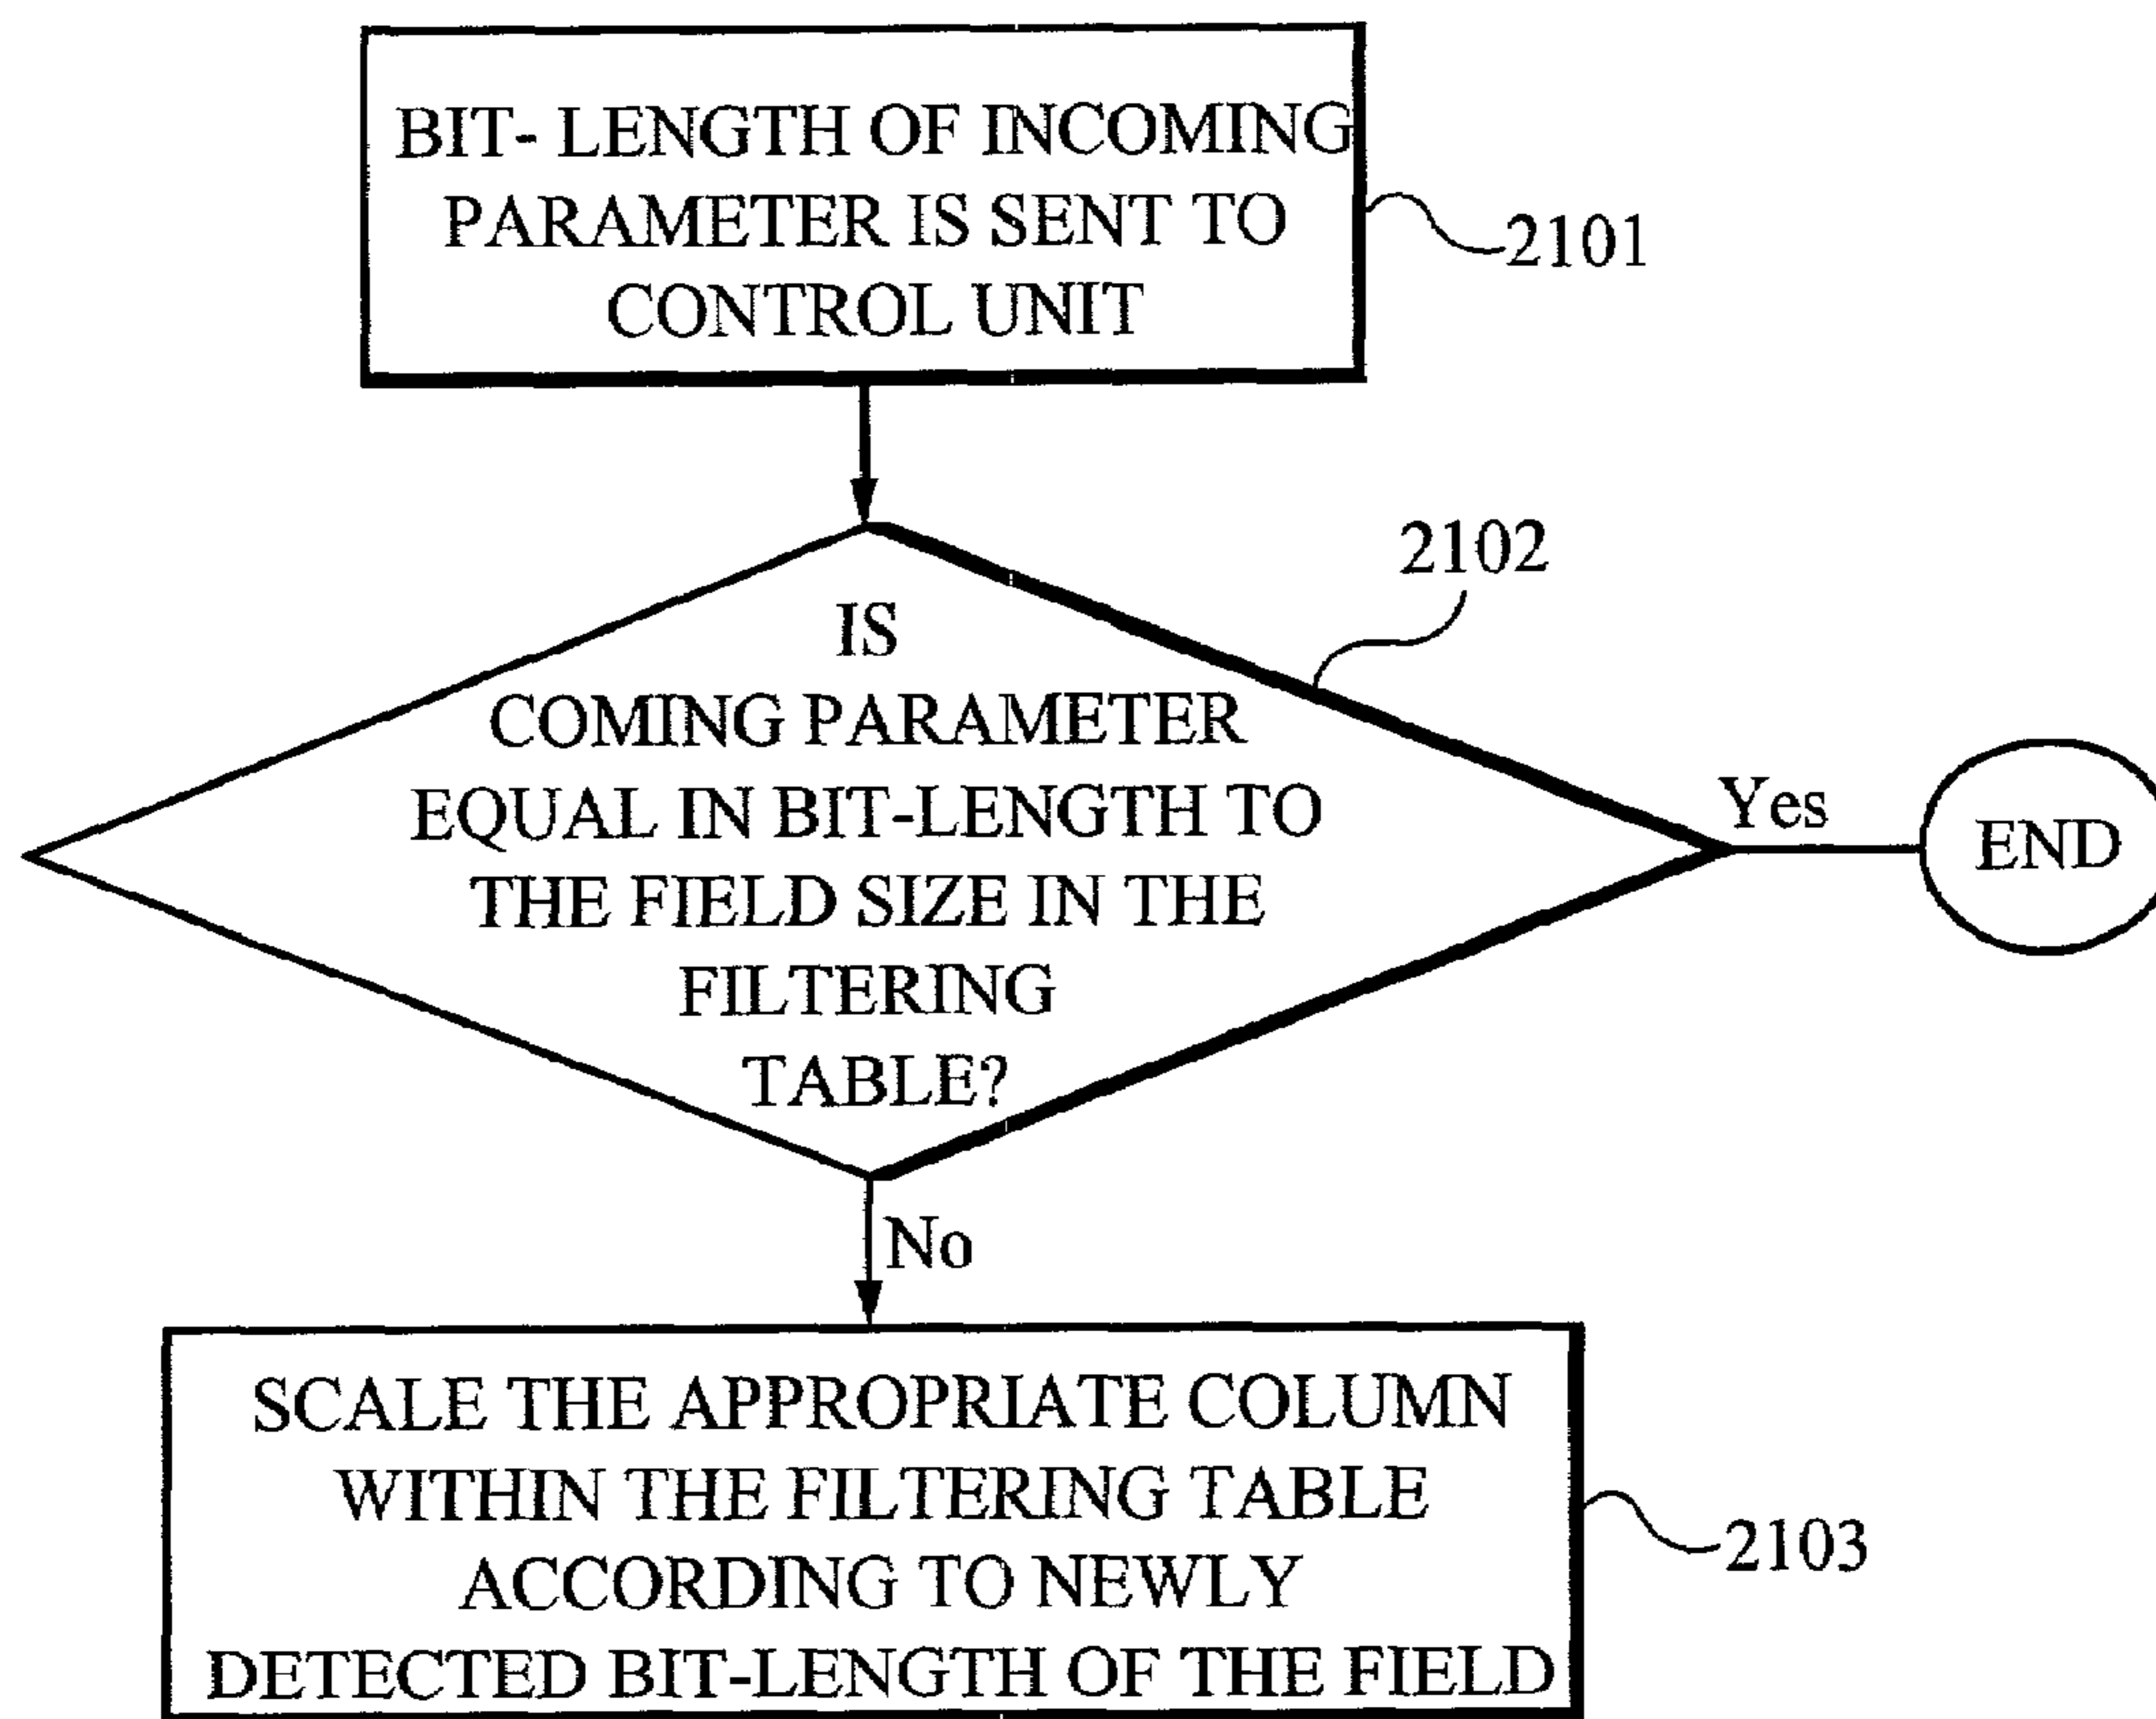 BIT- LENGTH OF INCOMING
PARAMETER IS SENT TO
CONTROL UNIT
2101
2102
IS
COMING PARAMETER
EQUAL IN BIT-LENGTH TO
THE FIELD SIZE IN THE
FILTERING
TABLE?
Yes
END
No
SCALE THE APPROPRIATE COLUMN
WITHIN THE FILTERING TABLE
ACCORDING TO NEWLY
DETECTED BIT-LENGTH OF THE FIELD
2103